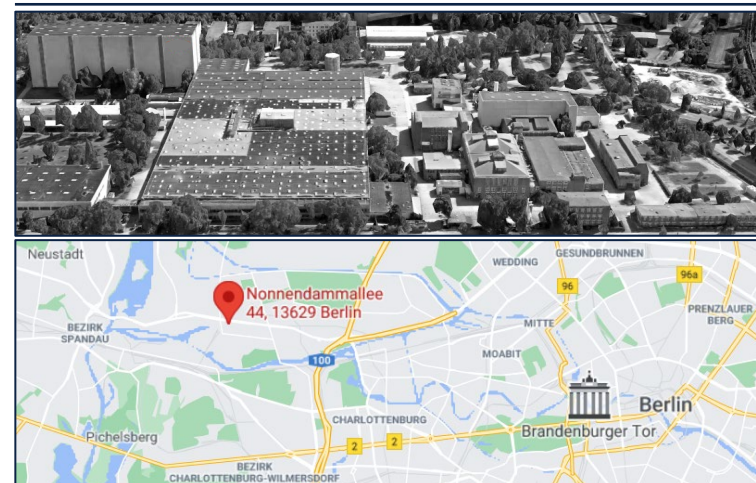 Neustadt
GESUNDBRUNNEN
WEDDING
96a
96
Nonnendammallee
44, 13629 Berlin
PRENZLAUER
BERG
BEZIRK
SPANDAU
MITTE
MOABIT
100
Berlin
CHARLOTTENBURG
Brandenburger Tor
Pichelsberg
2
2
BEZIRK
CHARLOTTENBURG-WILMERSDORF